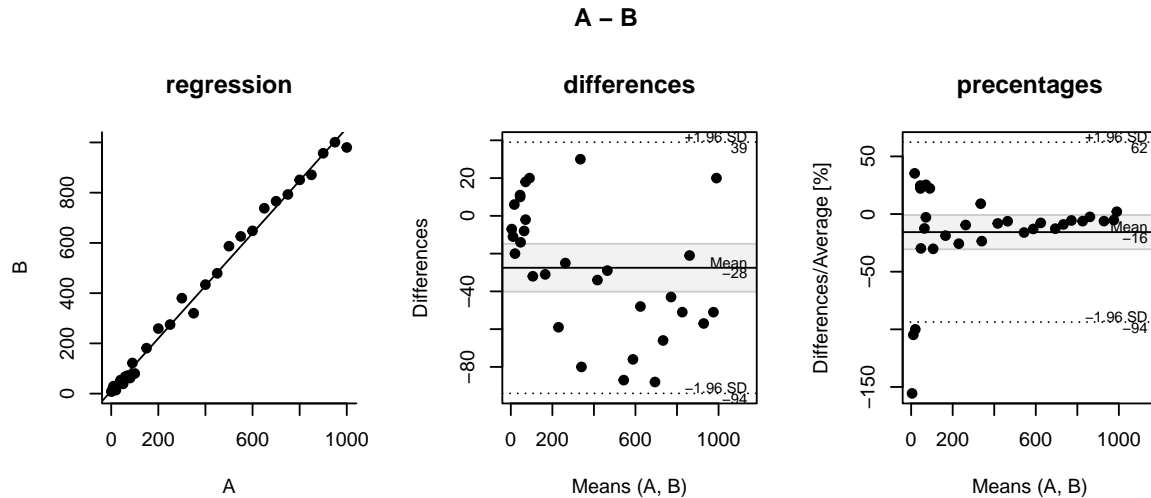 A − B
regression
B
0
200
400
600
800
0
200
600
1000
A
differences
Differences
20
0
−40
−80
+1.96 SD
39
Mean
−28
−1.96 SD
−94
0
200
600
1000
Means (A, B)
precentages
Differences/Average [%]
50
0
−50
−150
+1.96 SD
62
Mean
−16
−1.96 SD
−94
0
200
600
1000
Means (A, B)